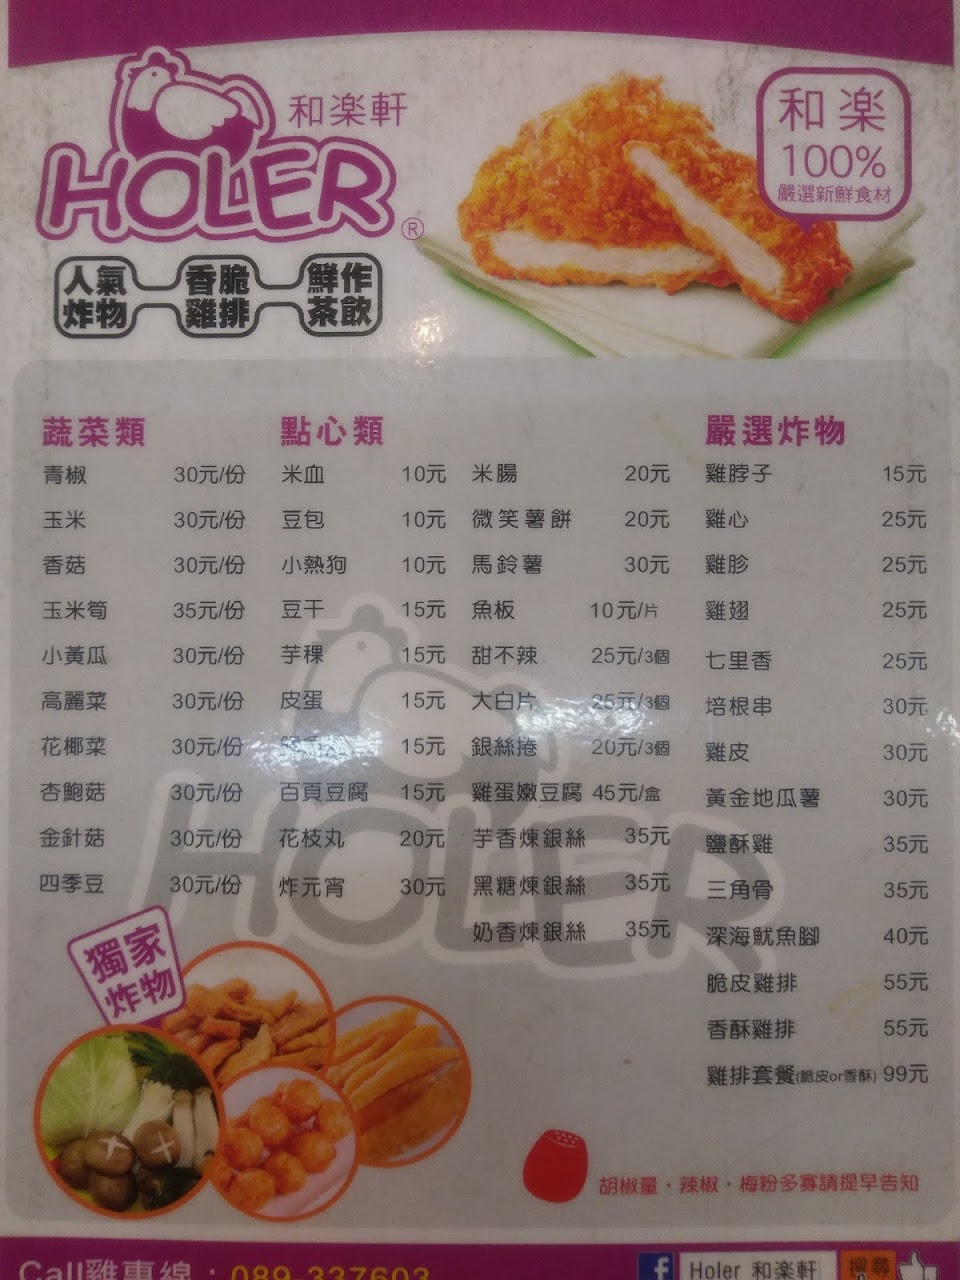 和楽軒
HOLER®
人氣炸物
香脆雞排
鮮作茶飲
和楽
100%
嚴選新鮮食材
蔬菜類
青椒 30元/份
玉米 30元/份
香菇 30元/份
玉米筍 35元/份
小黃瓜 30元/份
高麗菜 30元/份
花椰菜 30元/份
杏鮑菇 30元/份
金針菇 30元/份
四季豆 30元/份
點心類
米血 10元
豆包 10元
小熱狗 10元
豆干 15元
芋粿 15元
皮蛋 15元
15元
百頁豆腐 15元
花枝丸 20元
炸元宵 30元
米腸 20元
微笑薯餅 20元
馬鈴薯 30元
魚板 10元/片
甜不辣 25元/3個
大白片 25元/3個
銀絲捲 20元/3個
雞蛋嫩豆腐 45元/盒
芋香煉銀絲 35元
黑糖煉銀絲 35元
奶香煉銀絲 35元
嚴選炸物
雞脖子 15元
雞心 25元
雞胗 25元
雞翅 25元
七里香 25元
培根串 30元
雞皮 30元
黃金地瓜薯 30元
鹽酥雞 35元
三角骨 35元
深海魷魚腳 40元
脆皮雞排 55元
香酥雞排 55元
雞排套餐(脆皮or香酥) 99元
HOLER
獨家炸物
胡椒量・辣椒・梅粉多寡請提早告知
Call雞專線：089-337603
Holer 和楽軒 搜尋